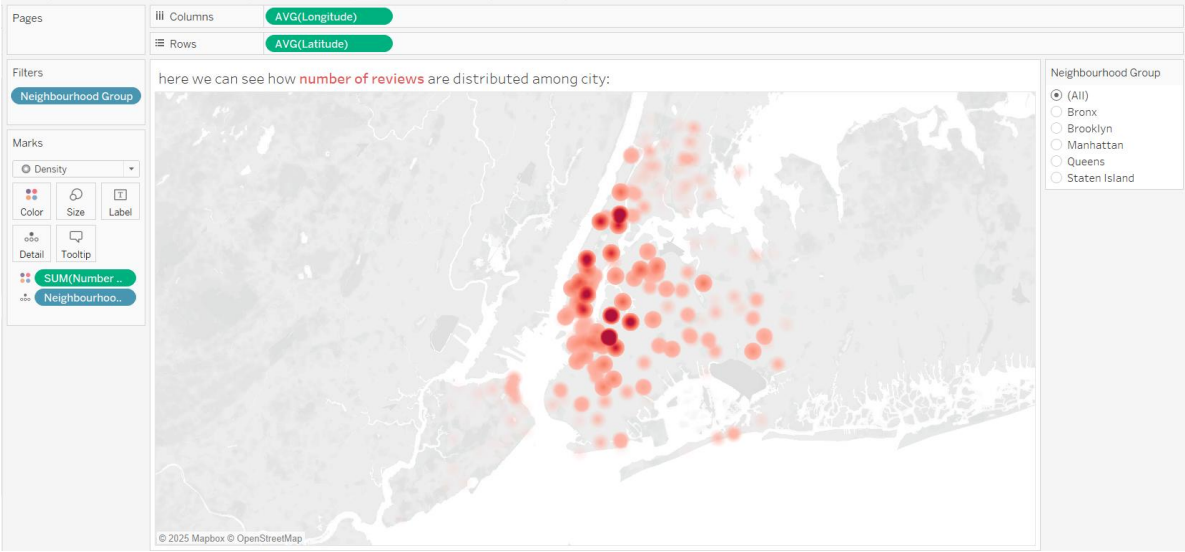 Pages
Columns
AVG(Longitude)
Rows
AVG(Latitude)
Filters
Neighbourhood Group
Marks
Density
Color
Size
Label
Detail
Tooltip
SUM(Number ..
Neighbourhoo..
here we can see how number of reviews are distributed among city:
© 2025 Mapbox © OpenStreetMap
Neighbourhood Group
(All)
Bronx
Brooklyn
Manhattan
Queens
Staten Island